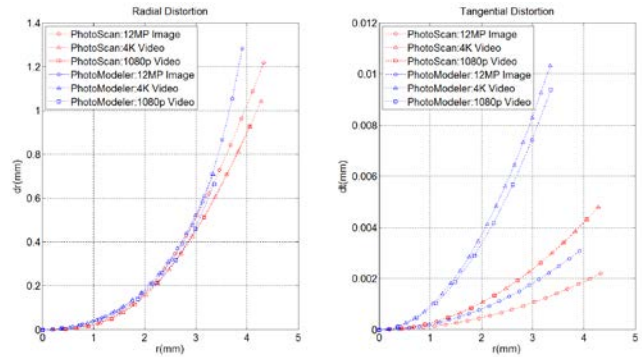 Radial Distortion
1.4
1.2
1
0.8
0.6
0.4
0.2
0
dr(mm)
PhotoScan:12MP Image
PhotoScan:4K Video
PhotoScan:1080p Video
PhotoModeler:12MP Image
PhotoModeler:4K Video
PhotoModeler:1080p Video
0 1 2 3 4 5
r(mm)
Tangential Distortion
0.012
0.01
0.008
0.006
0.004
0.002
0
dt(mm)
PhotoScan:12MP Image
PhotoScan:4K Video
PhotoScan:1080p Video
PhotoModeler:12MP Image
PhotoModeler:4K Video
PhotoModeler:1080p Video
0 1 2 3 4 5
r(mm)